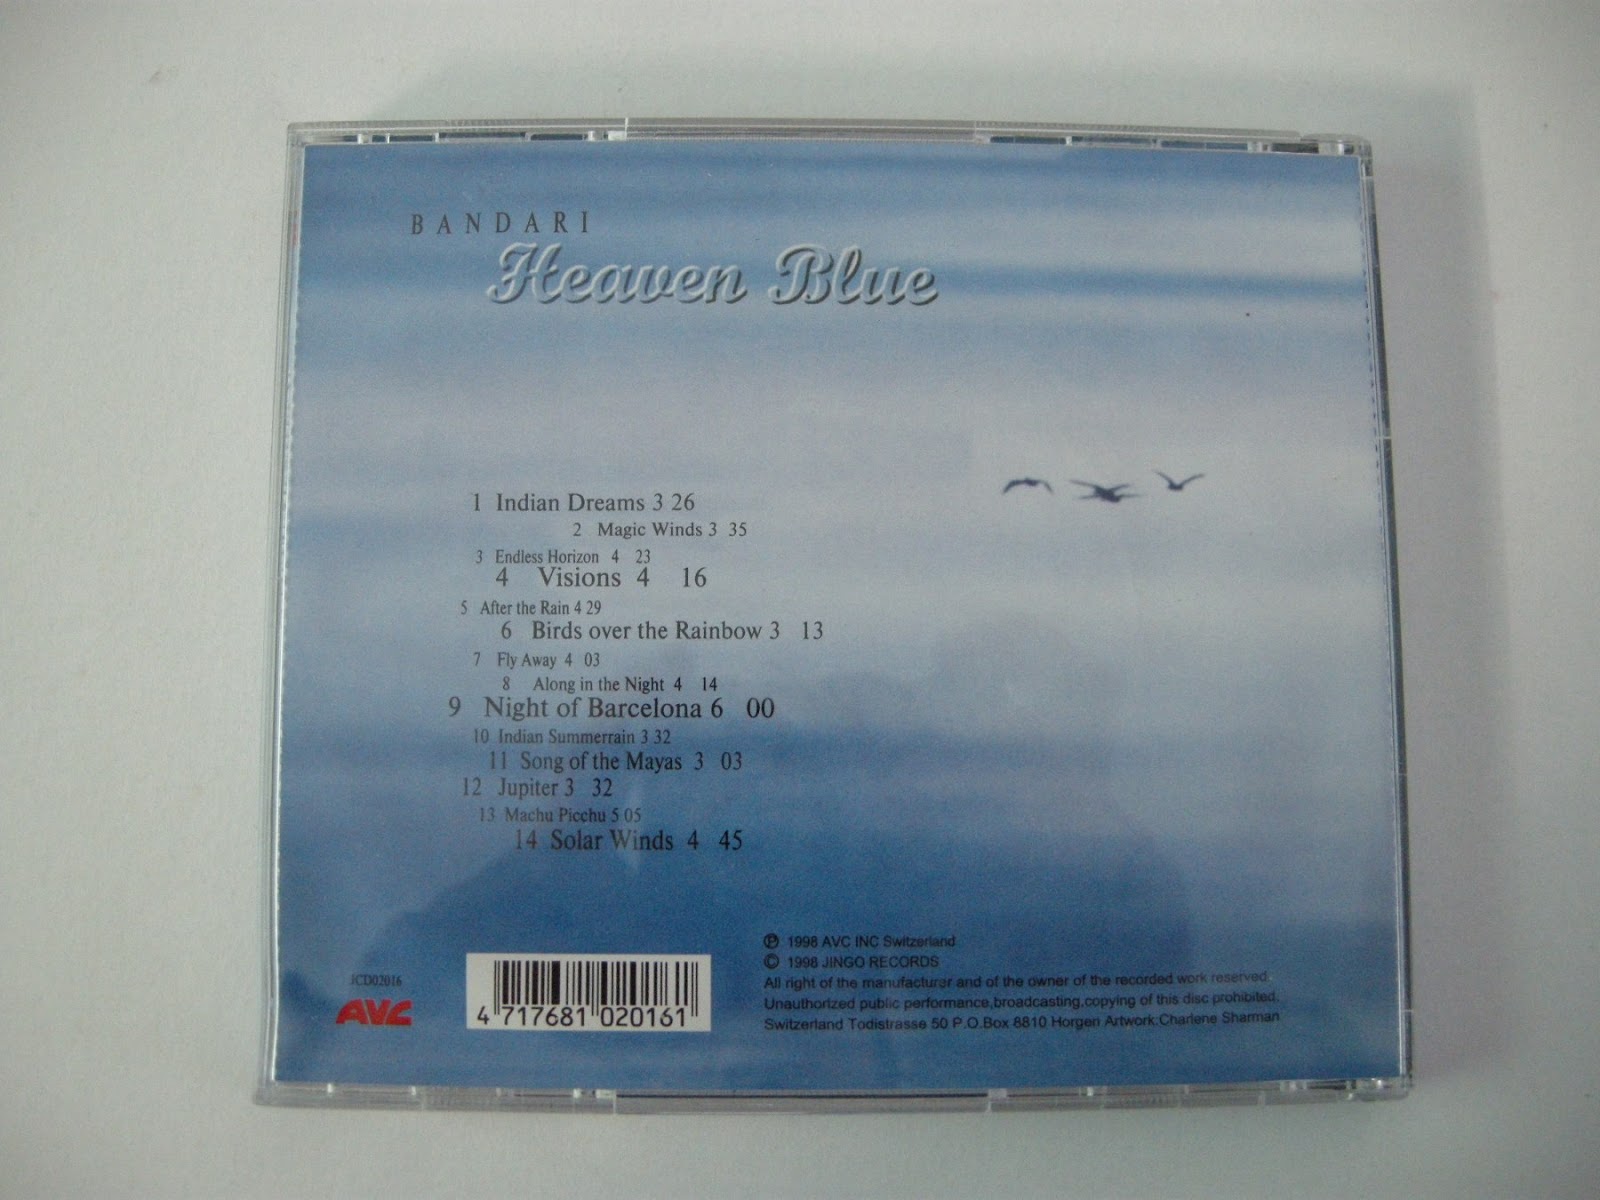 BANDARI
Heaven Blue
1 Indian Dreams 3 26
2 Magic Winds 3 35
3 Endless Horizon 4 23
4 Visions 4 16
5 After the Rain 4 29
6 Birds over the Rainbow 3 13
7 Fly Away 4 03
8 Along in the Night 4 14
9 Night of Barcelona 6 00
10 Indian Summerrain 3 32
11 Song of the Mayas 3 03
12 Jupiter 3 32
13 Machu Picchu 5 05
14 Solar Winds 4 45
JCD02016
AVC
4 717681 020161
℗ 1998 AVC INC Switzerland
© 1998 JINGO RECORDS
All right of the manufacturar and of the owner of the recorded work reserved.
Unauthorized public performance,broadcasting,copying of this disc prohibited.
Switzerland Todistrasse 50 P.O.Box 8810 Horgen Artwork:Charlene Sharman